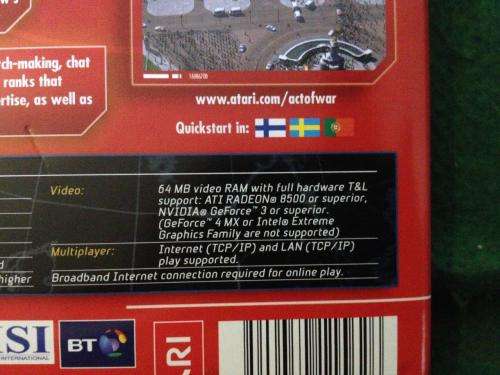 tch-making, chat
ranks that
ertise, as well as
www.atari.com/actofwar
Quickstart in:
Video:
64 MB video RAM with full hardware T&L
support: ATI RADEON® 8500 or superior,
NVIDIA® GeForce™ 3 or superior.
(GeForce™ 4 MX or Intel® Extreme
Graphics Family are not supported)
Multiplayer:
Internet (TCP/IP) and LAN (TCP/IP)
play supported.
d
higher
Broadband Internet connection required for online play.
ISI
INTERNATIONAL
BT
ARI